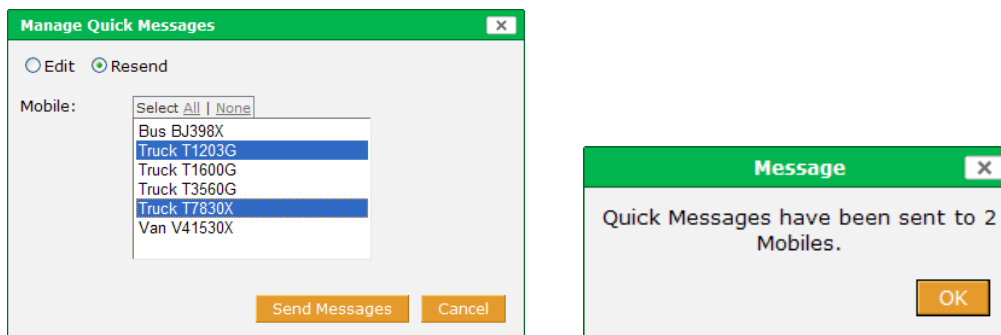 Manage Quick Messages
Edit Resend
Mobile:
Select All | None
Bus BJ398X
Truck T1203G
Truck T1600G
Truck T3560G
Truck T7830X
Van V41530X
Send Messages Cancel
Message
Quick Messages have been sent to 2
Mobiles.
OK